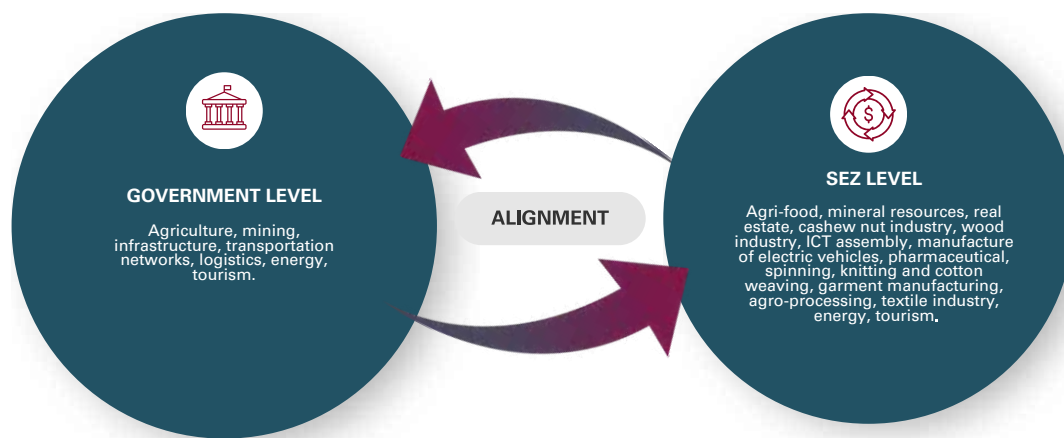 GOVERNMENT LEVEL
Agriculture, mining,
infrastructure, transportation
networks, logistics, energy,
tourism.
ALIGNMENT
$
SEZ LEVEL
Agri-food, mineral resources, real
estate, cashew nut industry, wood
industry, ICT assembly, manufacture
of electric vehicles, pharmaceutical,
spinning, knitting and cotton
weaving, garment manufacturing,
agro-processing, textile industry,
energy, tourism.